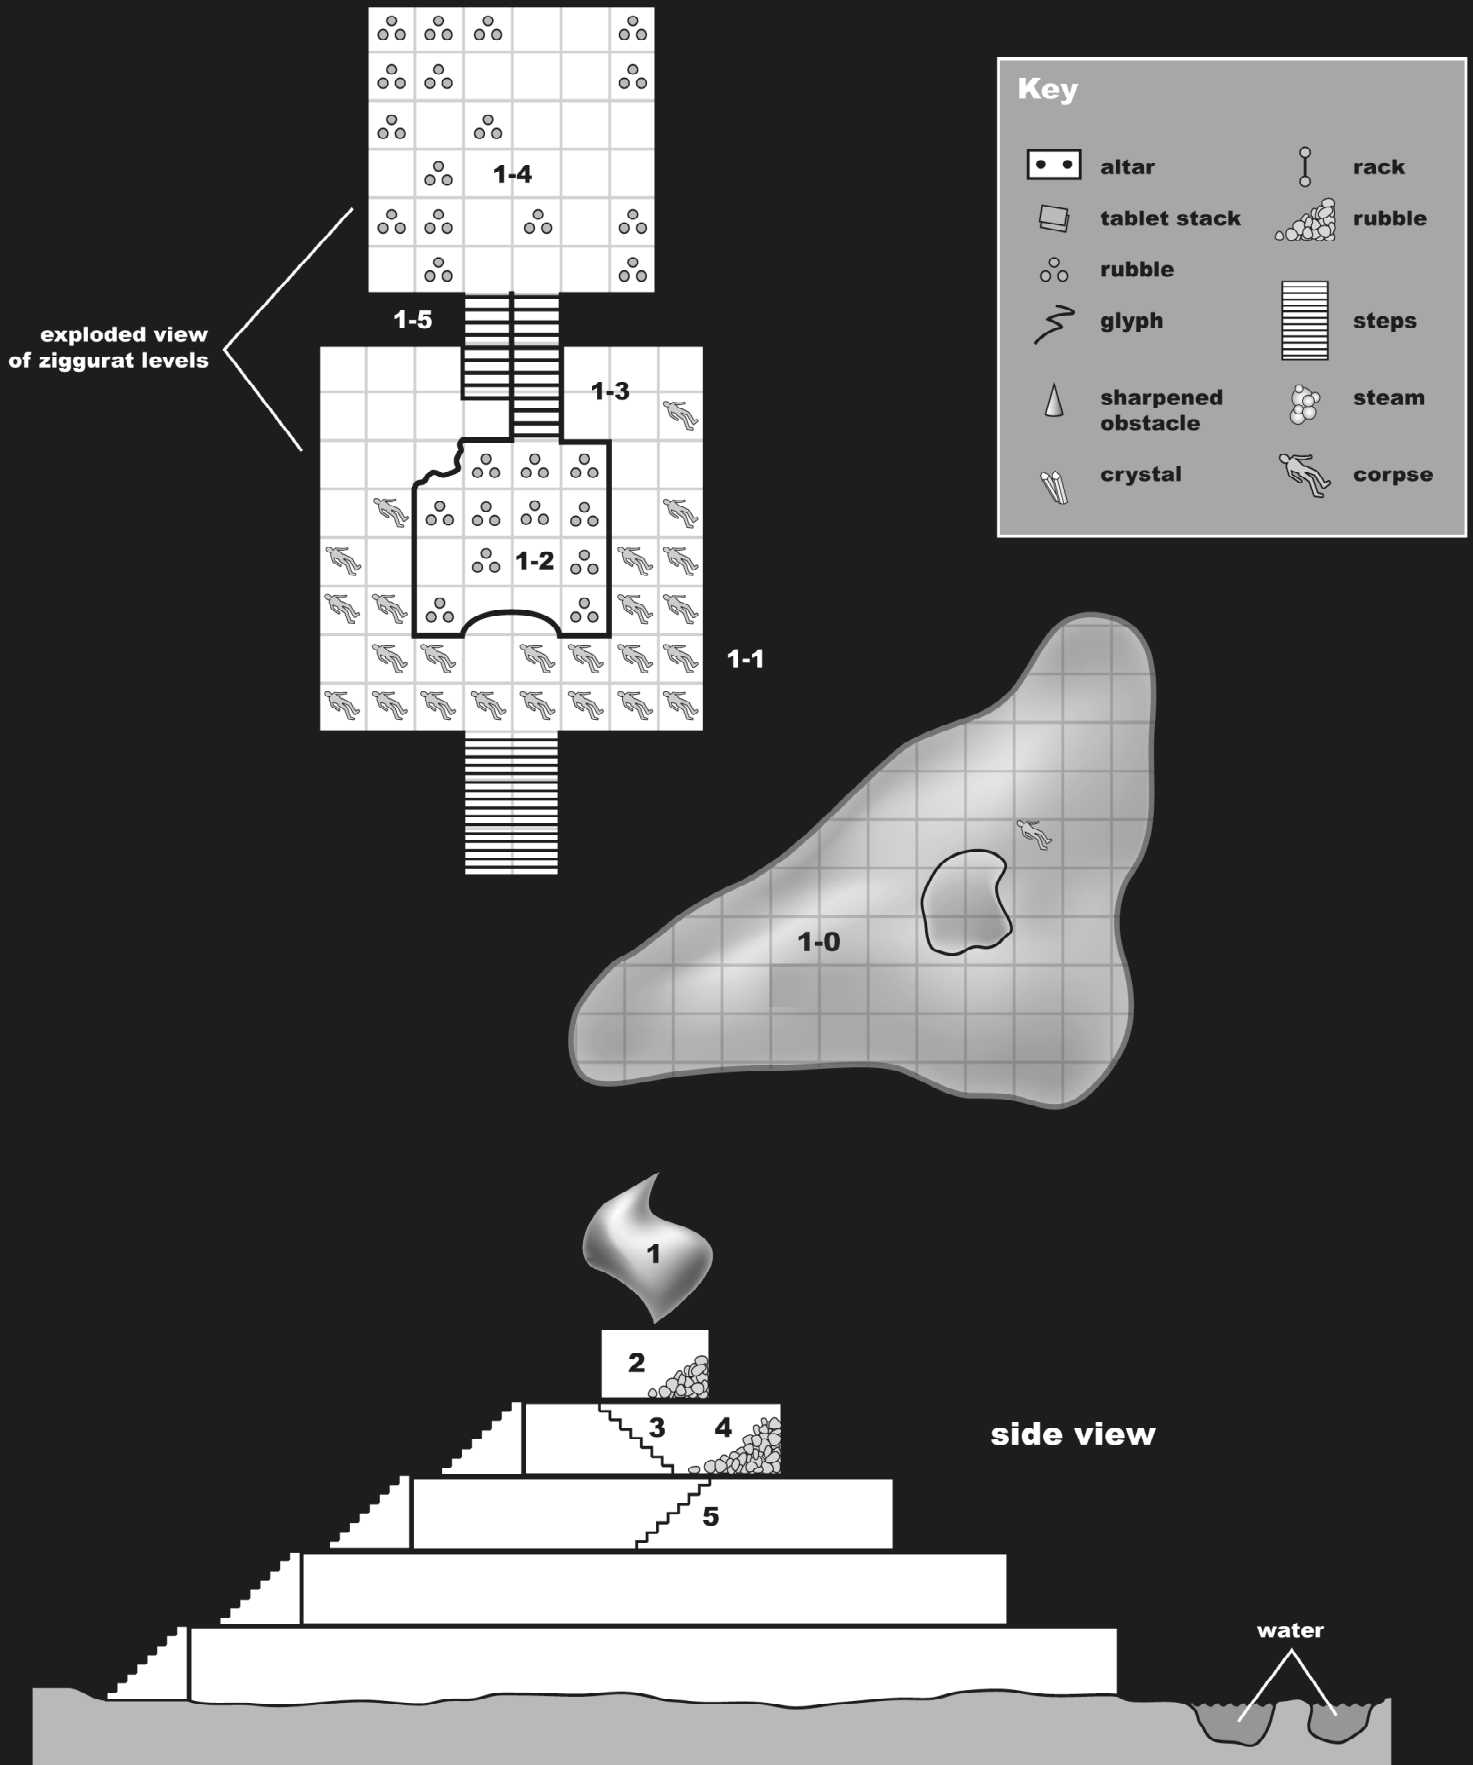 1-4
1-5
exploded view
of ziggurat levels
1-3
1-2
1-1
Key
altar
rack
tablet stack
rubble
rubble
glyph
steps
sharpened
obstacle
steam
crystal
corpse
1-0
1
2
3
4
side view
5
water